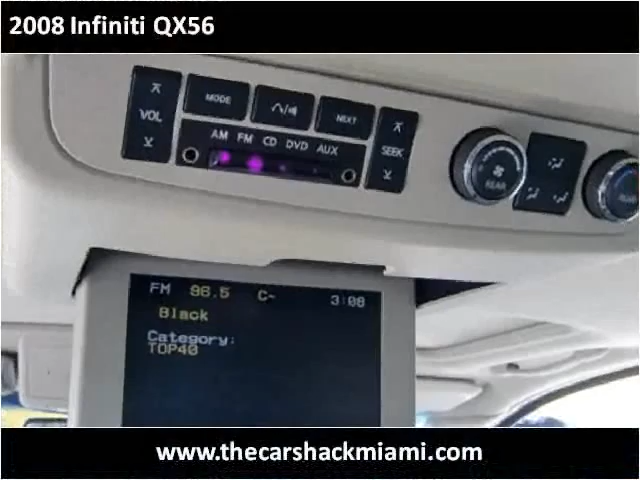 2008 Infiniti QX56
VOL
MODE
NEXT
SEEK
AM FM CD DVD AUX
REAR
REAR
FM 96.5 C- 3:08
Black
Category:
TOP40
www.thecarshackmiami.com